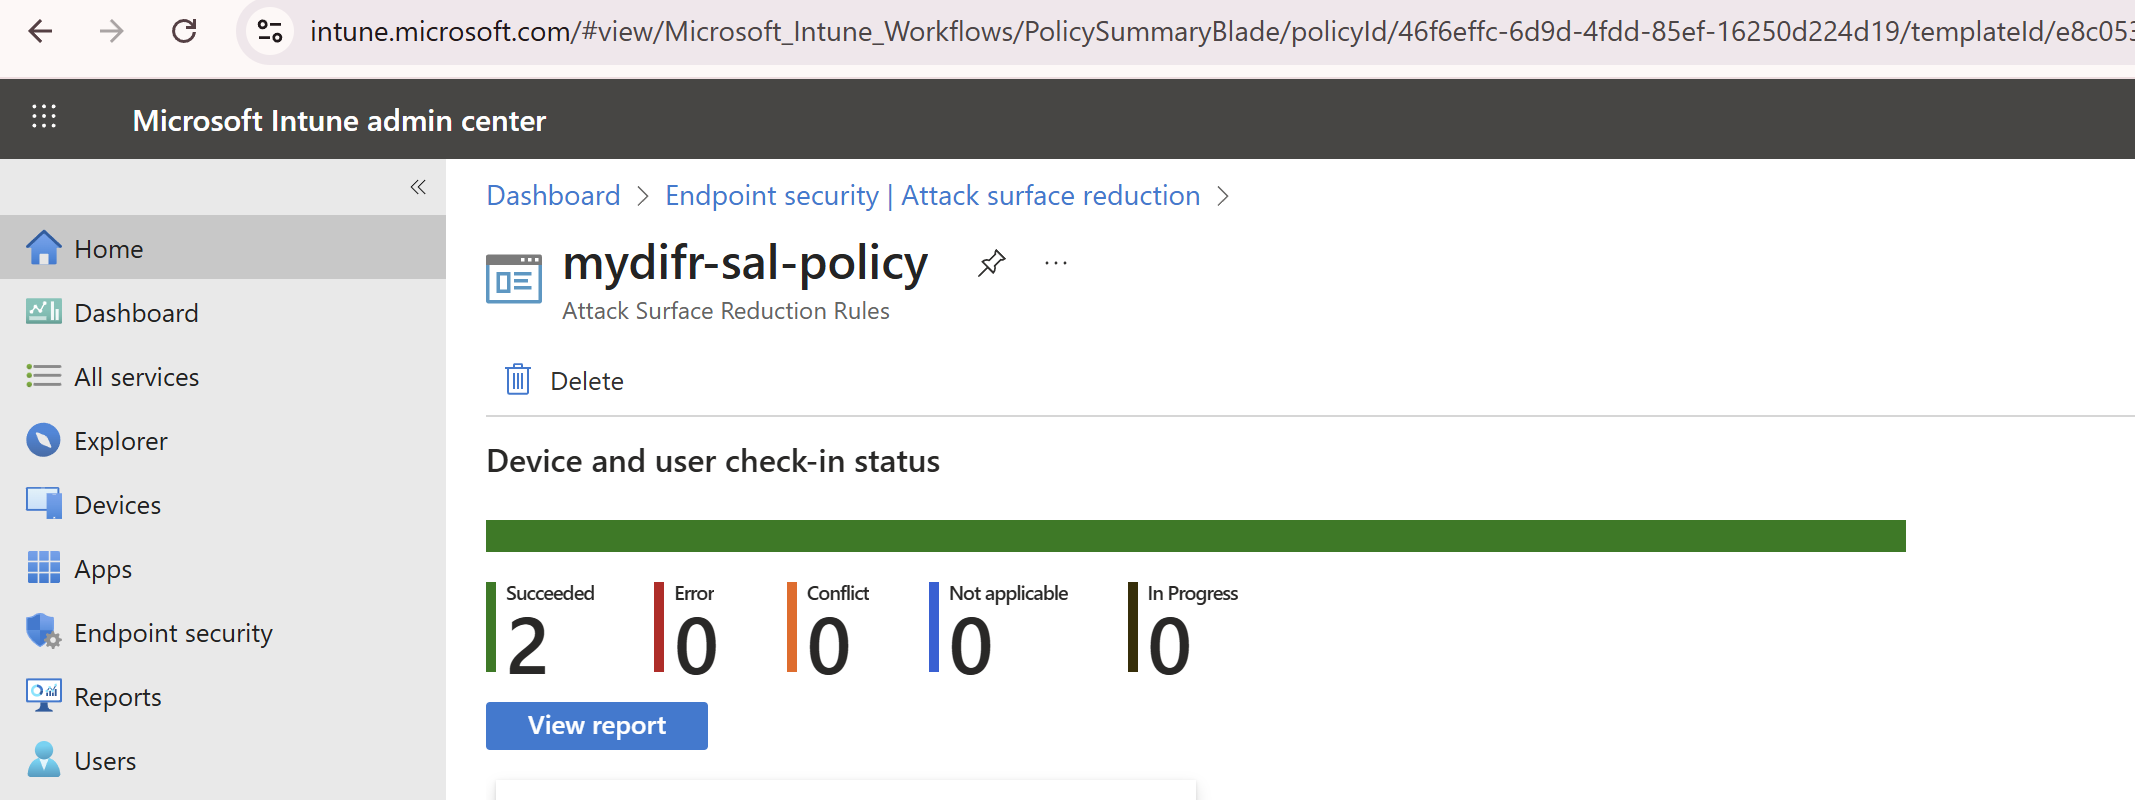 intune.microsoft.com/#view/Microsoft_Intune_Workflows/PolicySummaryBlade/policyId/46f6effc-6d9d-4fdd-85ef-16250d224d19/templateId/e8c053
Microsoft Intune admin center
Home
Dashboard
All services
Explorer
Devices
Apps
Endpoint security
Reports
Users
Dashboard > Endpoint security | Attack surface reduction >
mydifr-sal-policy
Attack Surface Reduction Rules
Delete
Device and user check-in status
Succeeded Error Conflict Not applicable In Progress
2 0 0 0 0
View report